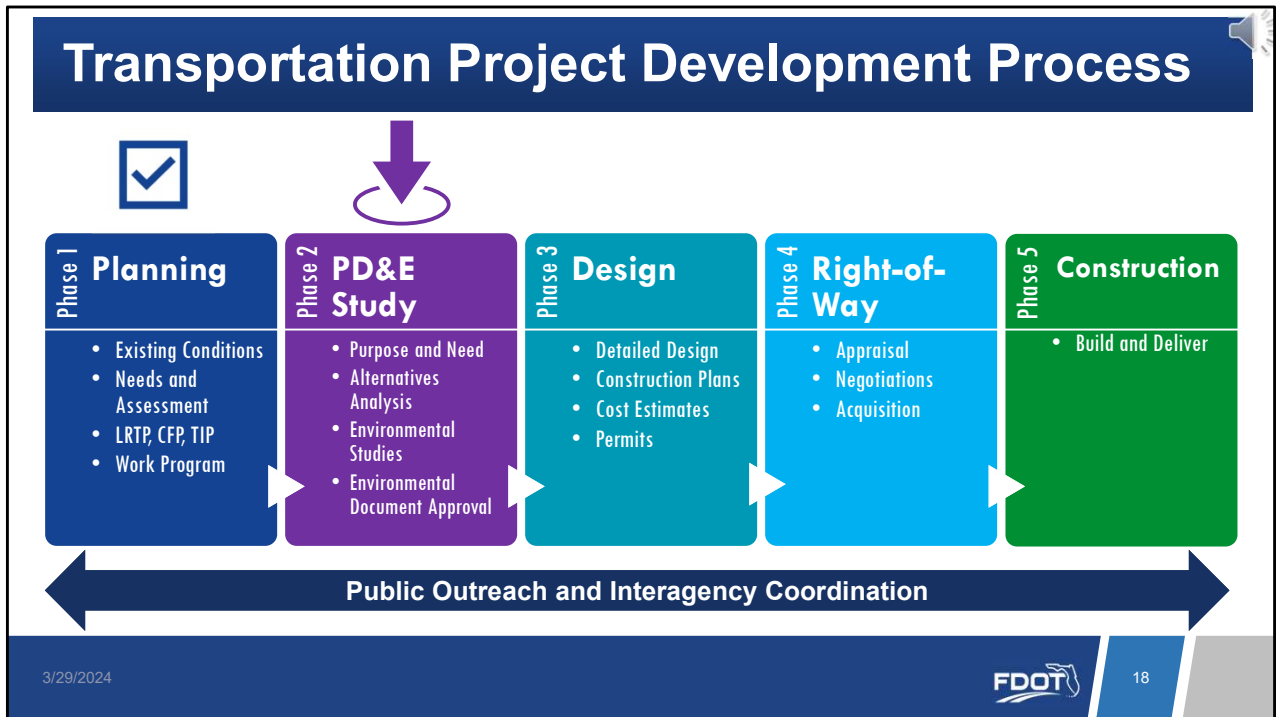 Transportation Project Development Process
Phase 1
Planning
• Existing Conditions
• Needs and
Assessment
• LRTP, CFP, TIP
• Work Program
Phase 2
PD&E
Study
• Purpose and Need
• Alternatives
Analysis
• Environmental
Studies
• Environmental
Document Approval
Phase 3
Design
• Detailed Design
• Construction Plans
• Cost Estimates
• Permits
Phase 4
Right-of-
Way
• Appraisal
• Negotiations
• Acquisition
Phase 5
Construction
• Build and Deliver
Public Outreach and Interagency Coordination
3/29/2024
FDOT
18